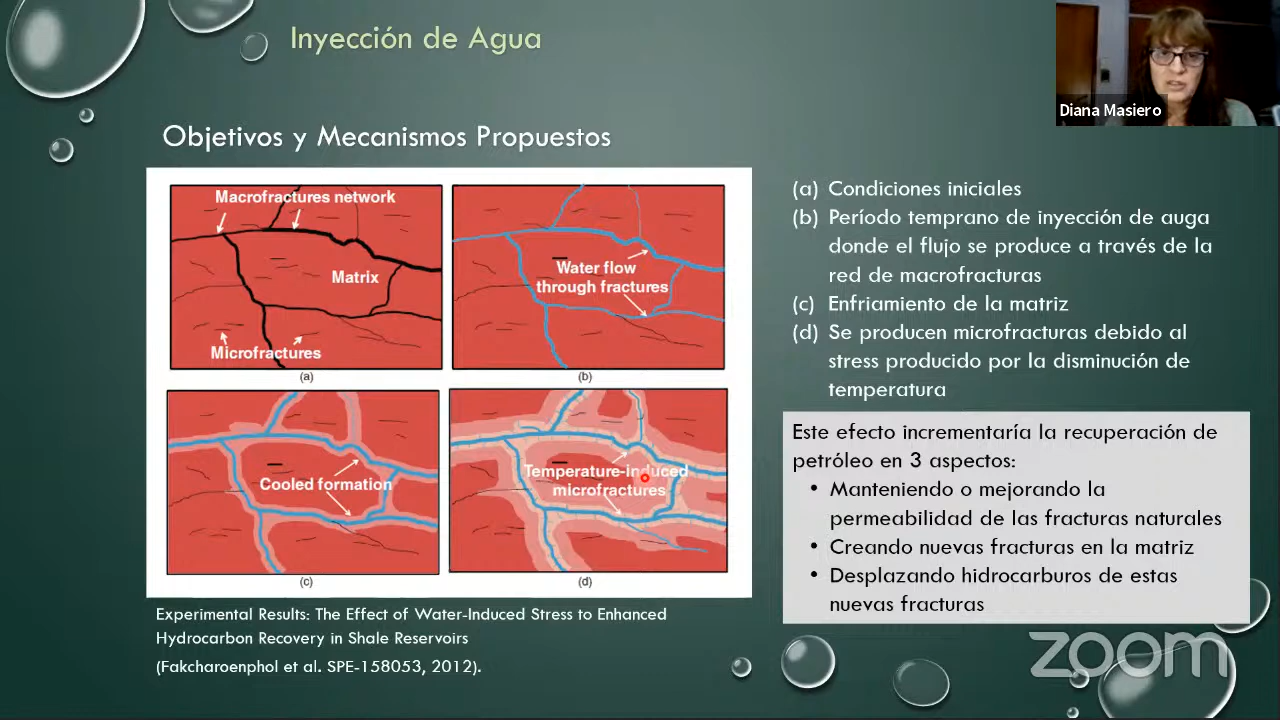 Inyección de Agua
Diana Masiero
Objetivos y Mecanismos Propuestos
Macrofractures network
Matrix
Microfractures
(a)
Water flow
through fractures
(b)
Cooled formation
(c)
Temperature-induced
microfractures
(d)
Experimental Results: The Effect of Water-Induced Stress to Enhanced
Hydrocarbon Recovery in Shale Reservoirs
(Fakcharoenphol et al. SPE-158053, 2012).
(a) Condiciones iniciales
(b) Período temprano de inyección de auga
donde el flujo se produce a través de la
red de macrofracturas
(c) Enfriamiento de la matriz
(d) Se producen microfracturas debido al
stress producido por la disminución de
temperatura
Este efecto incrementaría la recuperación de
petróleo en 3 aspectos:
• Manteniendo o mejorando la
permeabilidad de las fracturas naturales
• Creando nuevas fracturas en la matriz
• Desplazando hidrocarburos de estas
nuevas fracturas
zoom